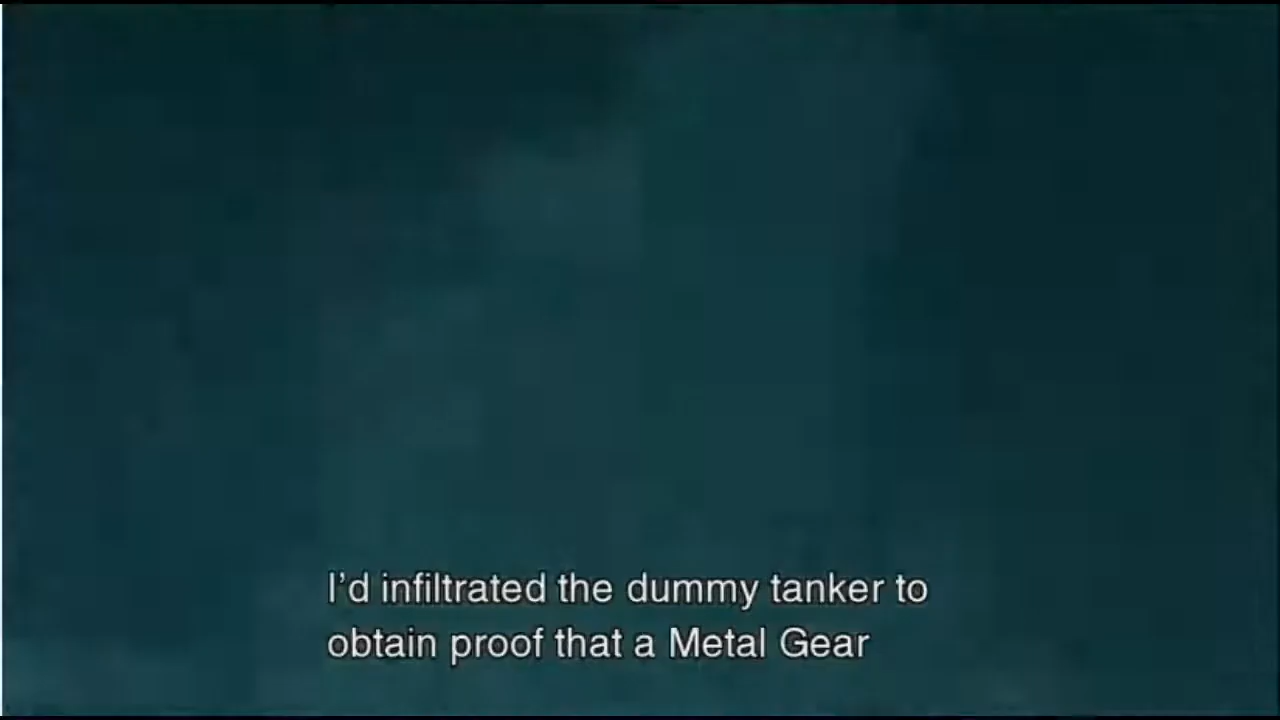 I’d infiltrated the dummy tanker to
obtain proof that a Metal Gear